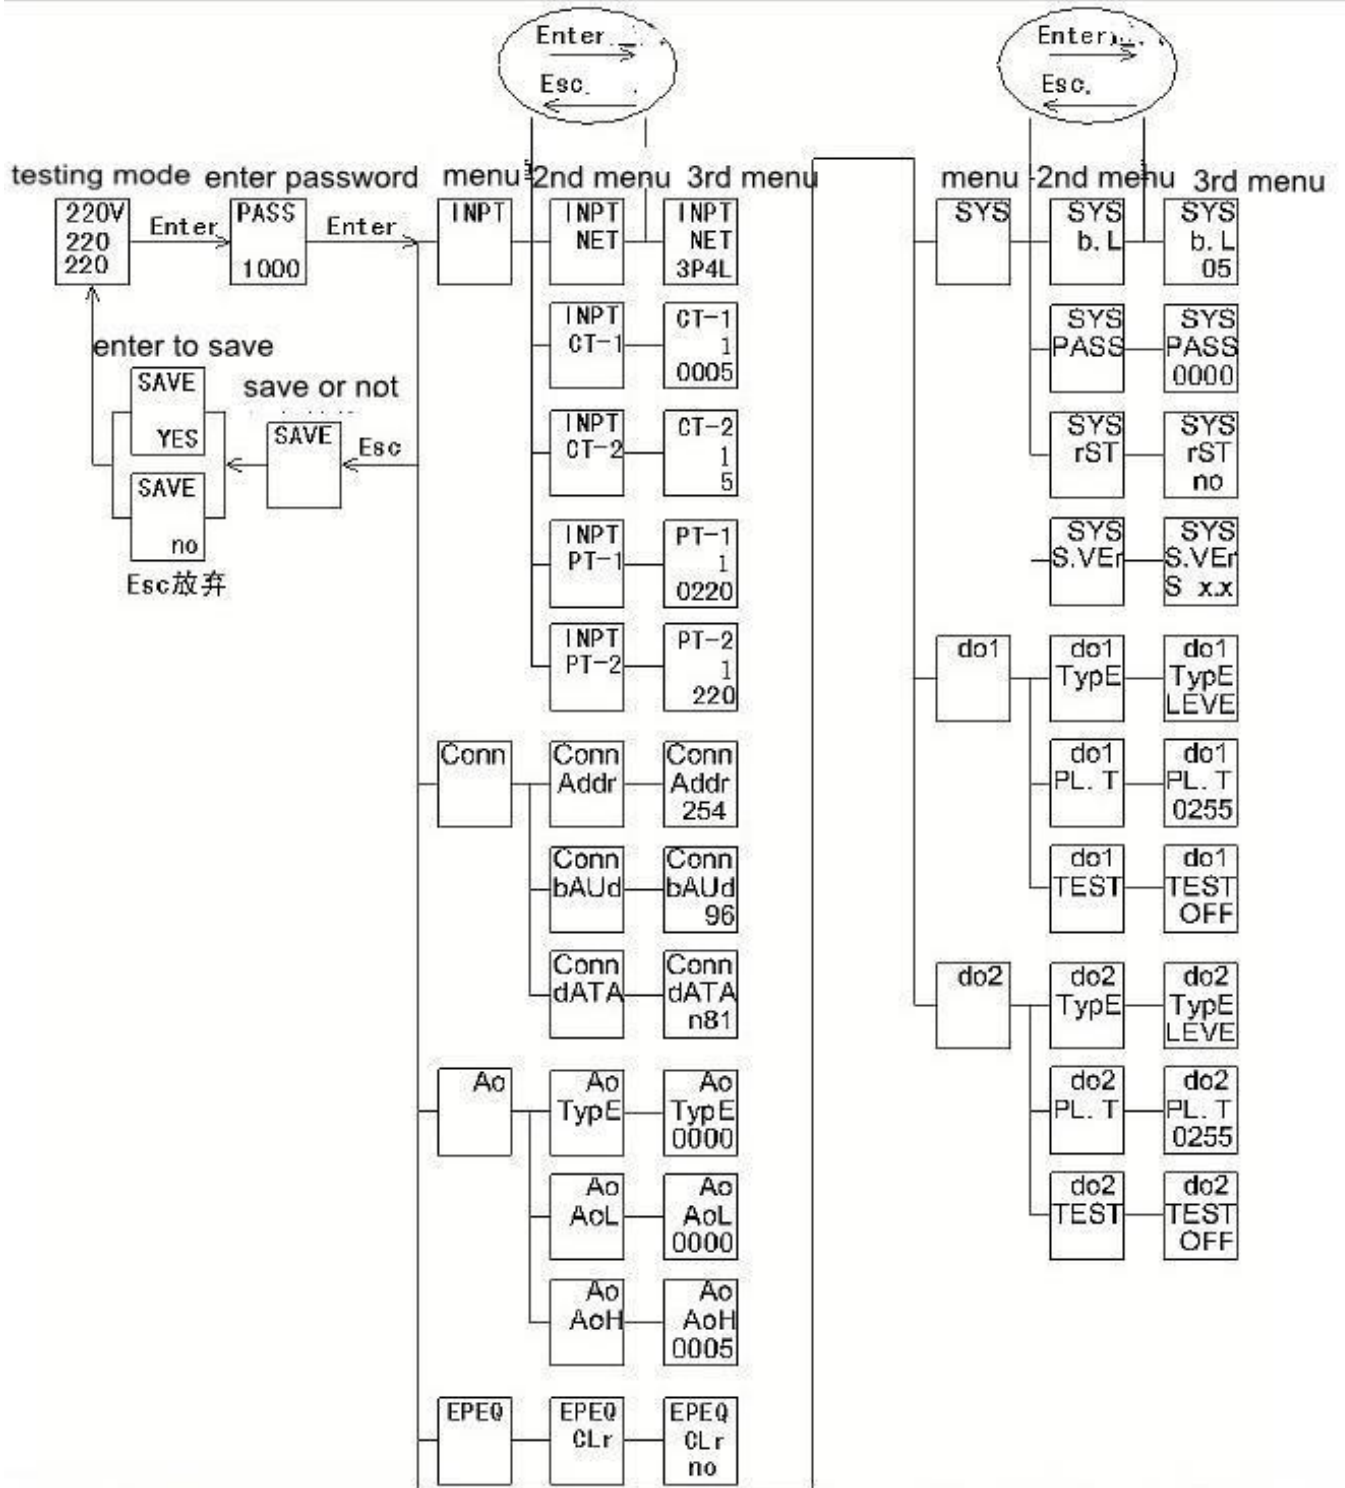 Enter
Esc.
Enter
Esc.
testing mode enter password menu 2nd menu 3rd menu
menu 2nd menu 3rd menu
220V
220
220
Enter
PASS
1000
Enter
enter to save
SAVE
YES
SAVE
no
Esc放弃
save or not
SAVE
Esc
INPT
INPT
NET
INPT
NET
3P4L
INPT
CT-1
CT-1
1
0005
INPT
CT-2
CT-2
1
5
INPT
PT-1
PT-1
1
0220
INPT
PT-2
PT-2
1
220
Conn
Conn
Addr
Conn
Addr
254
Conn
bAUd
Conn
bAUd
96
Conn
dATA
Conn
dATA
n81
Ao
Ao
TypE
Ao
TypE
0000
Ao
AoL
Ao
AoL
0000
Ao
AoH
Ao
AoH
0005
EPEQ
EPEQ
CLr
EPEQ
CLr
no
SYS
SYS
b.L
SYS
b.L
05
SYS
PASS
SYS
PASS
0000
SYS
rST
SYS
rST
no
SYS
S.VEr
SYS
S.VEr
S x.x
do1
do1
TypE
do1
TypE
LEVE
do1
PL.T
do1
PL.T
0255
do1
TEST
do1
TEST
OFF
do2
do2
TypE
do2
TypE
LEVE
do2
PL.T
do2
PL.T
0255
do2
TEST
do2
TEST
OFF